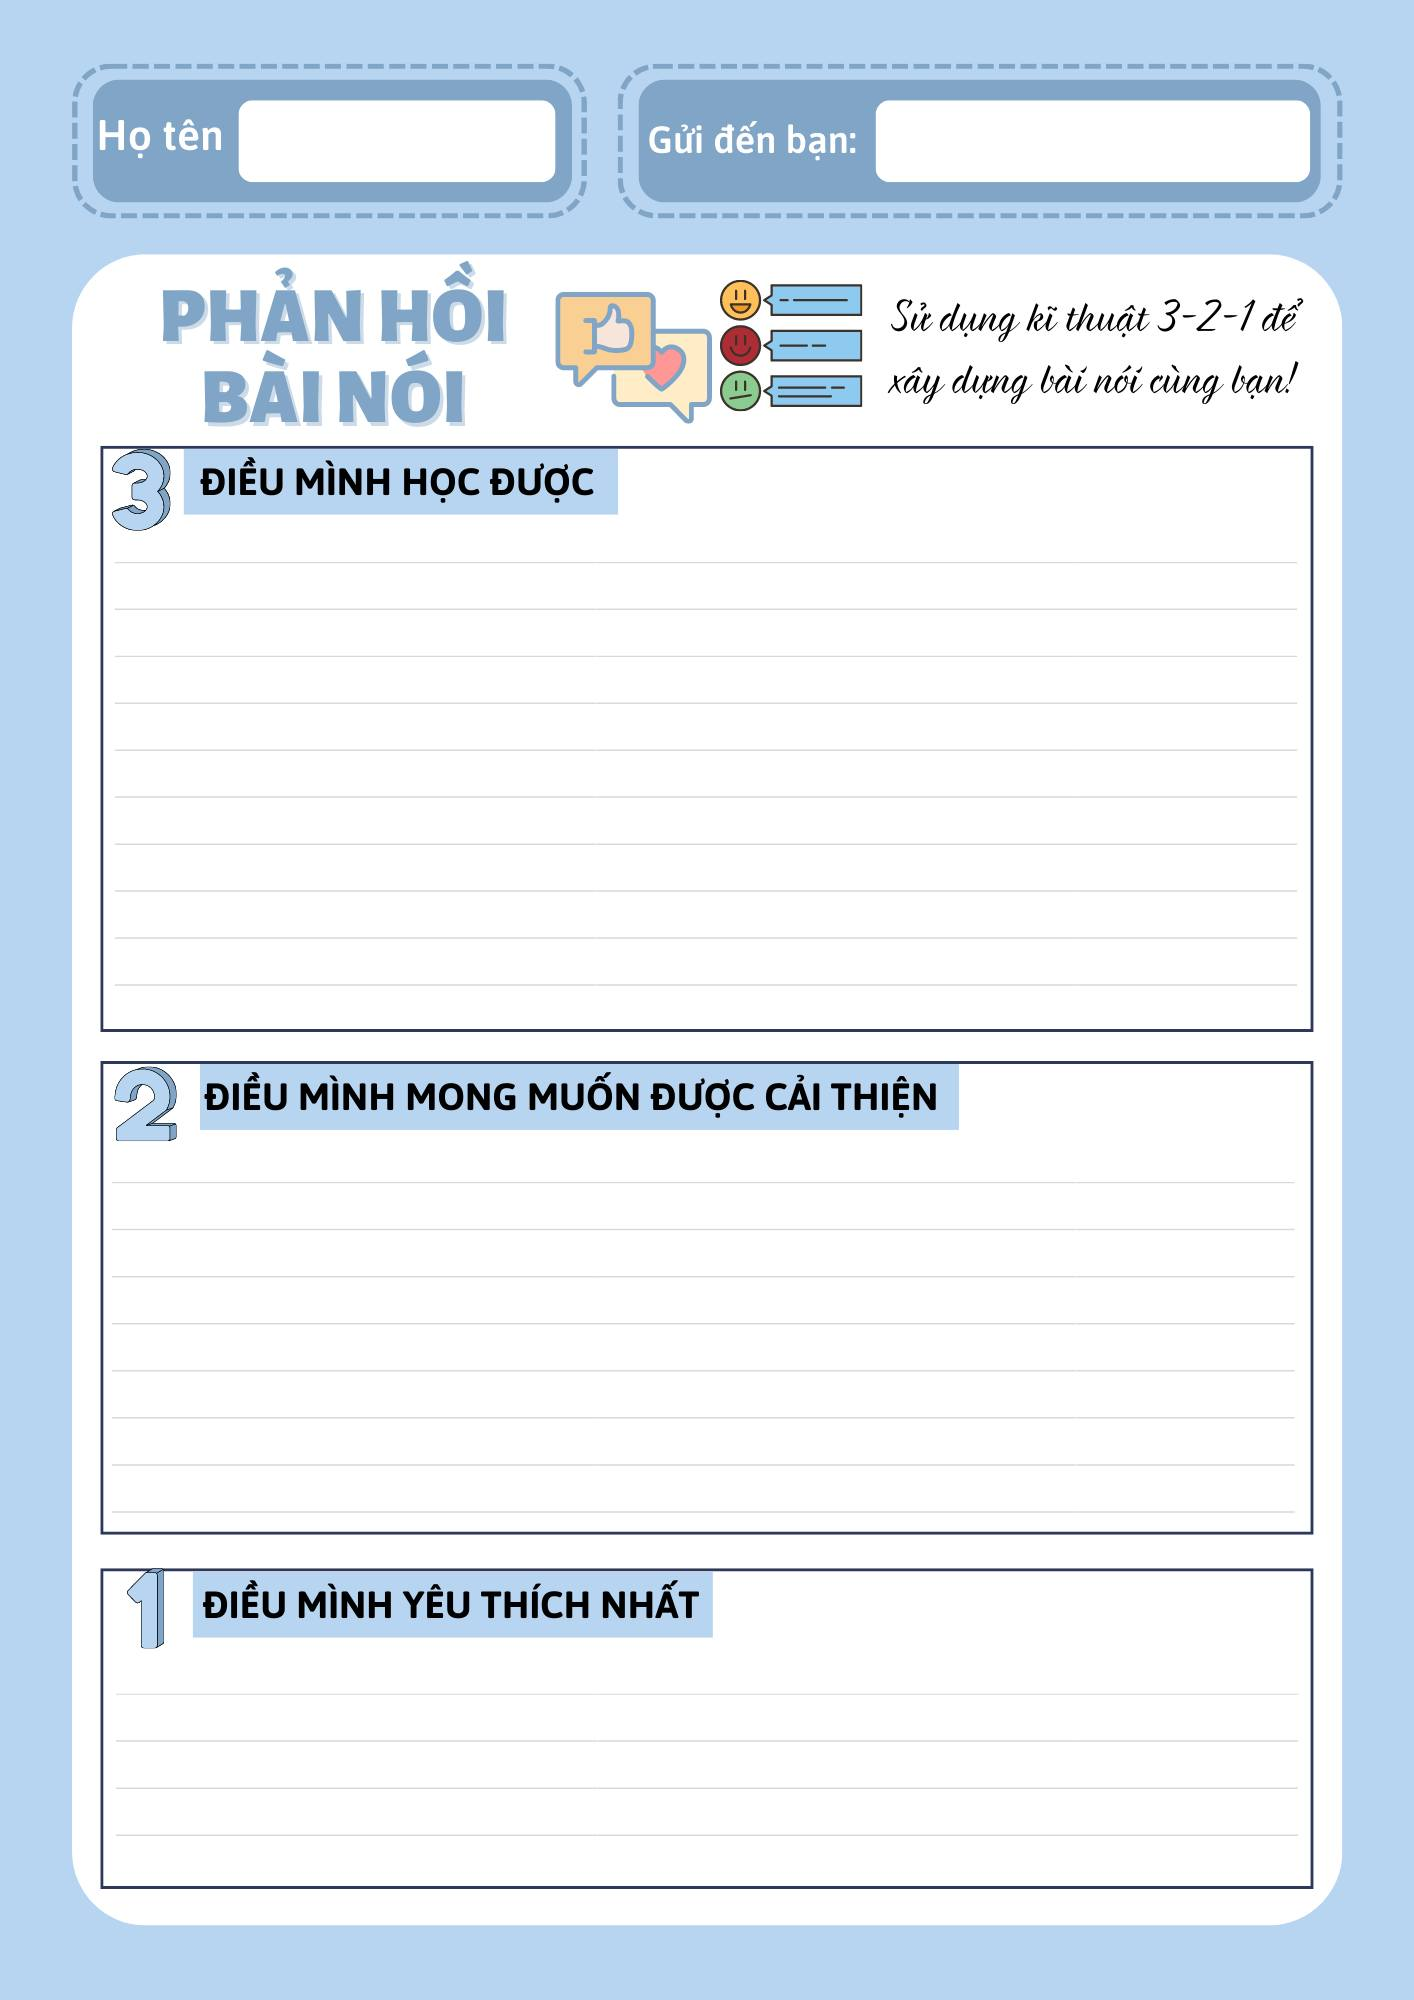 Họ tên
Gửi đến bạn:
PHẢN HỒI
BÀI NÓI
Sử dụng kĩ thuật 3-2-1 để
xây dựng bài nói cùng bạn!
3 ĐIỀU MÌNH HỌC ĐƯỢC
2 ĐIỀU MÌNH MONG MUỐN ĐƯỢC CẢI THIỆN
1 ĐIỀU MÌNH YÊU THÍCH NHẤT